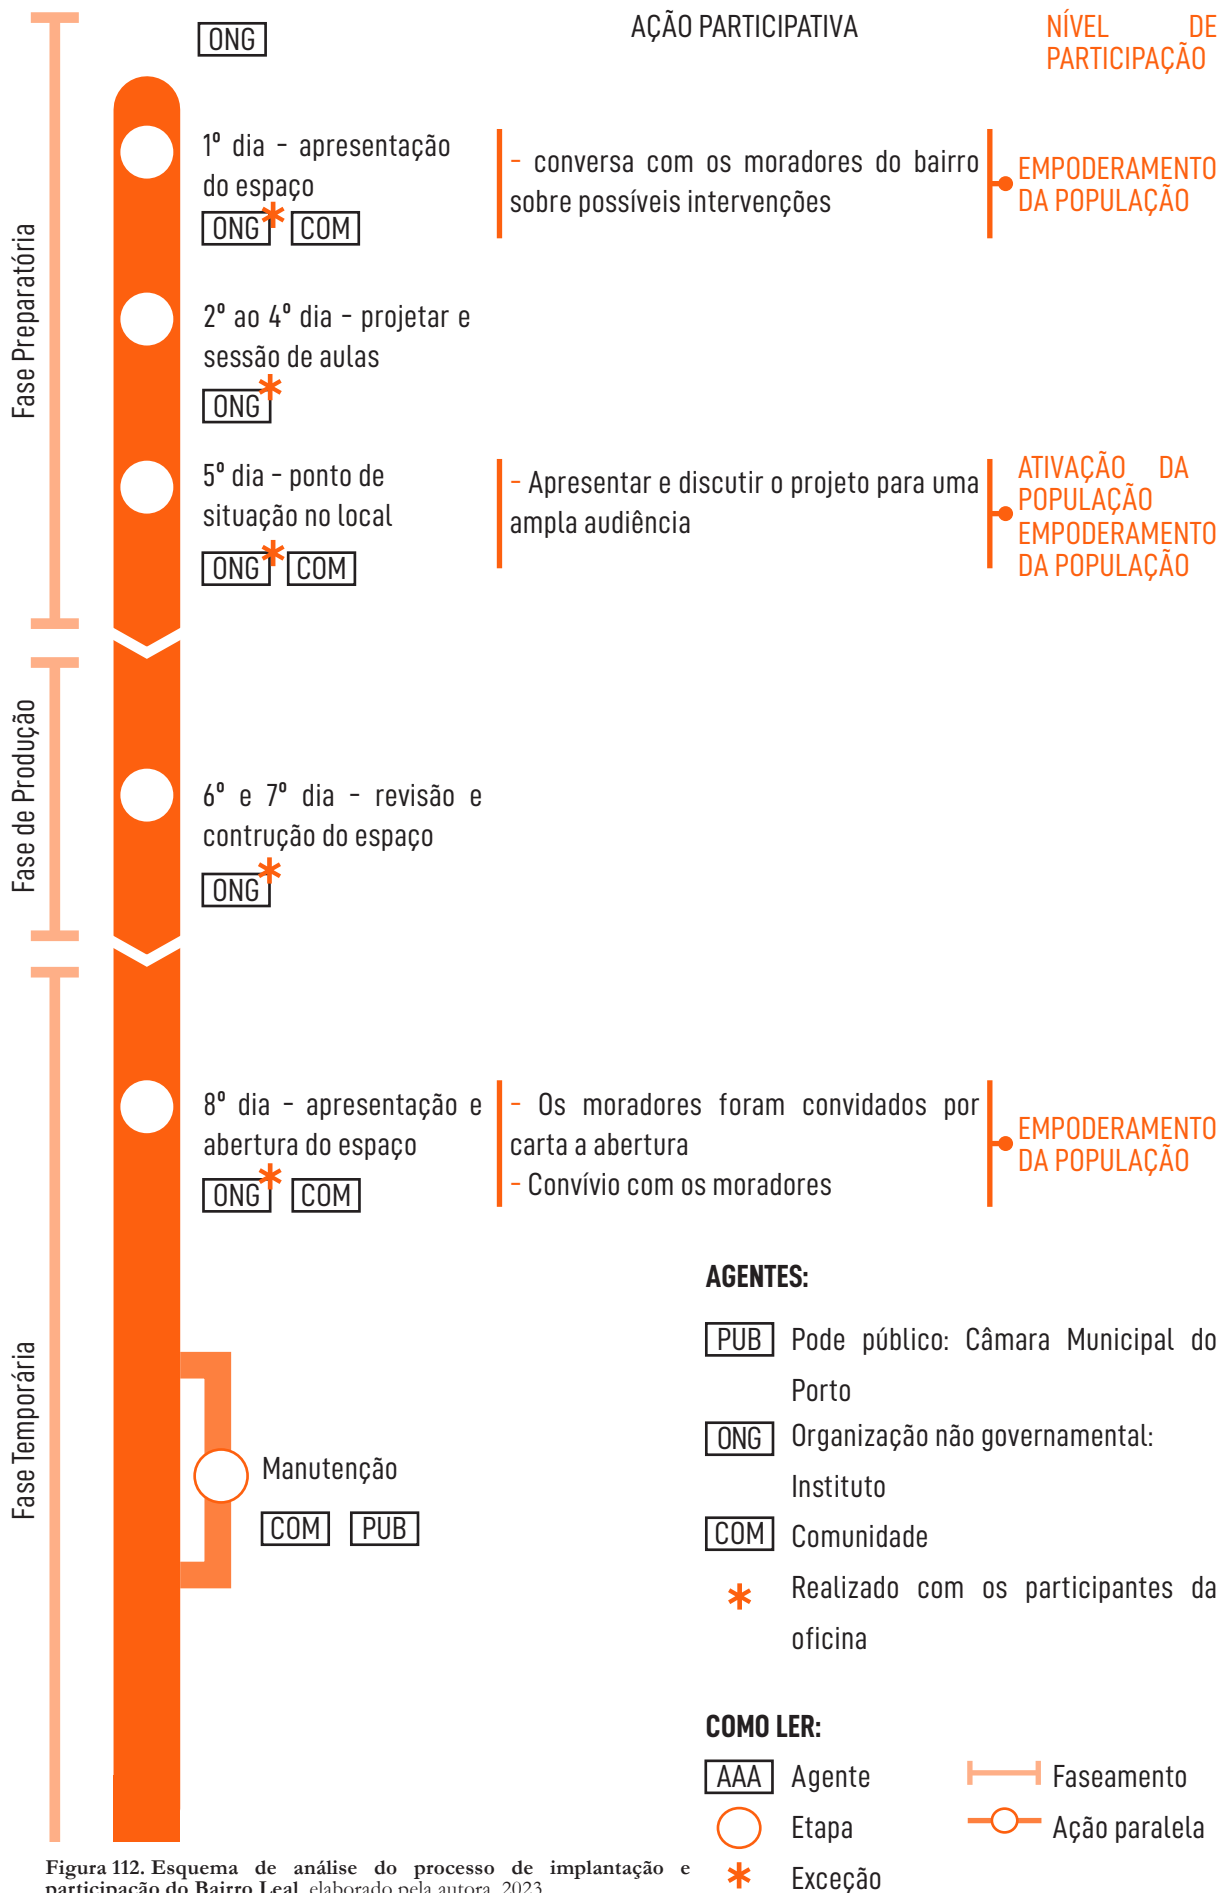 ONG
AÇÃO PARTICIPATIVA
NÍVEL DE
PARTICIPAÇÃO
Fase Preparatória
1º dia - apresentação
do espaço
ONG* COM
- conversa com os moradores do bairro
sobre possíveis intervenções
EMPODERAMENTO
DA POPULAÇÃO
2º ao 4º dia - projetar e
sessão de aulas
ONG*
5º dia - ponto de
situação no local
ONG* COM
- Apresentar e discutir o projeto para uma
ampla audiência
ATIVAÇÃO DA
POPULAÇÃO
EMPODERAMENTO
DA POPULAÇÃO
Fase de Produção
6º e 7º dia - revisão e
contrução do espaço
ONG*
Fase Temporária
8º dia - apresentação e
abertura do espaço
ONG* COM
- Os moradores foram convidados por
carta a abertura
- Convívio com os moradores
EMPODERAMENTO
DA POPULAÇÃO
Manutenção
COM PUB
AGENTES:
PUB Pode público: Câmara Municipal do
Porto
ONG Organização não governamental:
Instituto
COM Comunidade
* Realizado com os participantes da
oficina
COMO LER:
AAA Agente
Faseamento
Etapa
Ação paralela
* Exceção
Figura 112. Esquema de análise do processo de implantação e
participação do Bairro Leal, elaborado pela autora, 2023